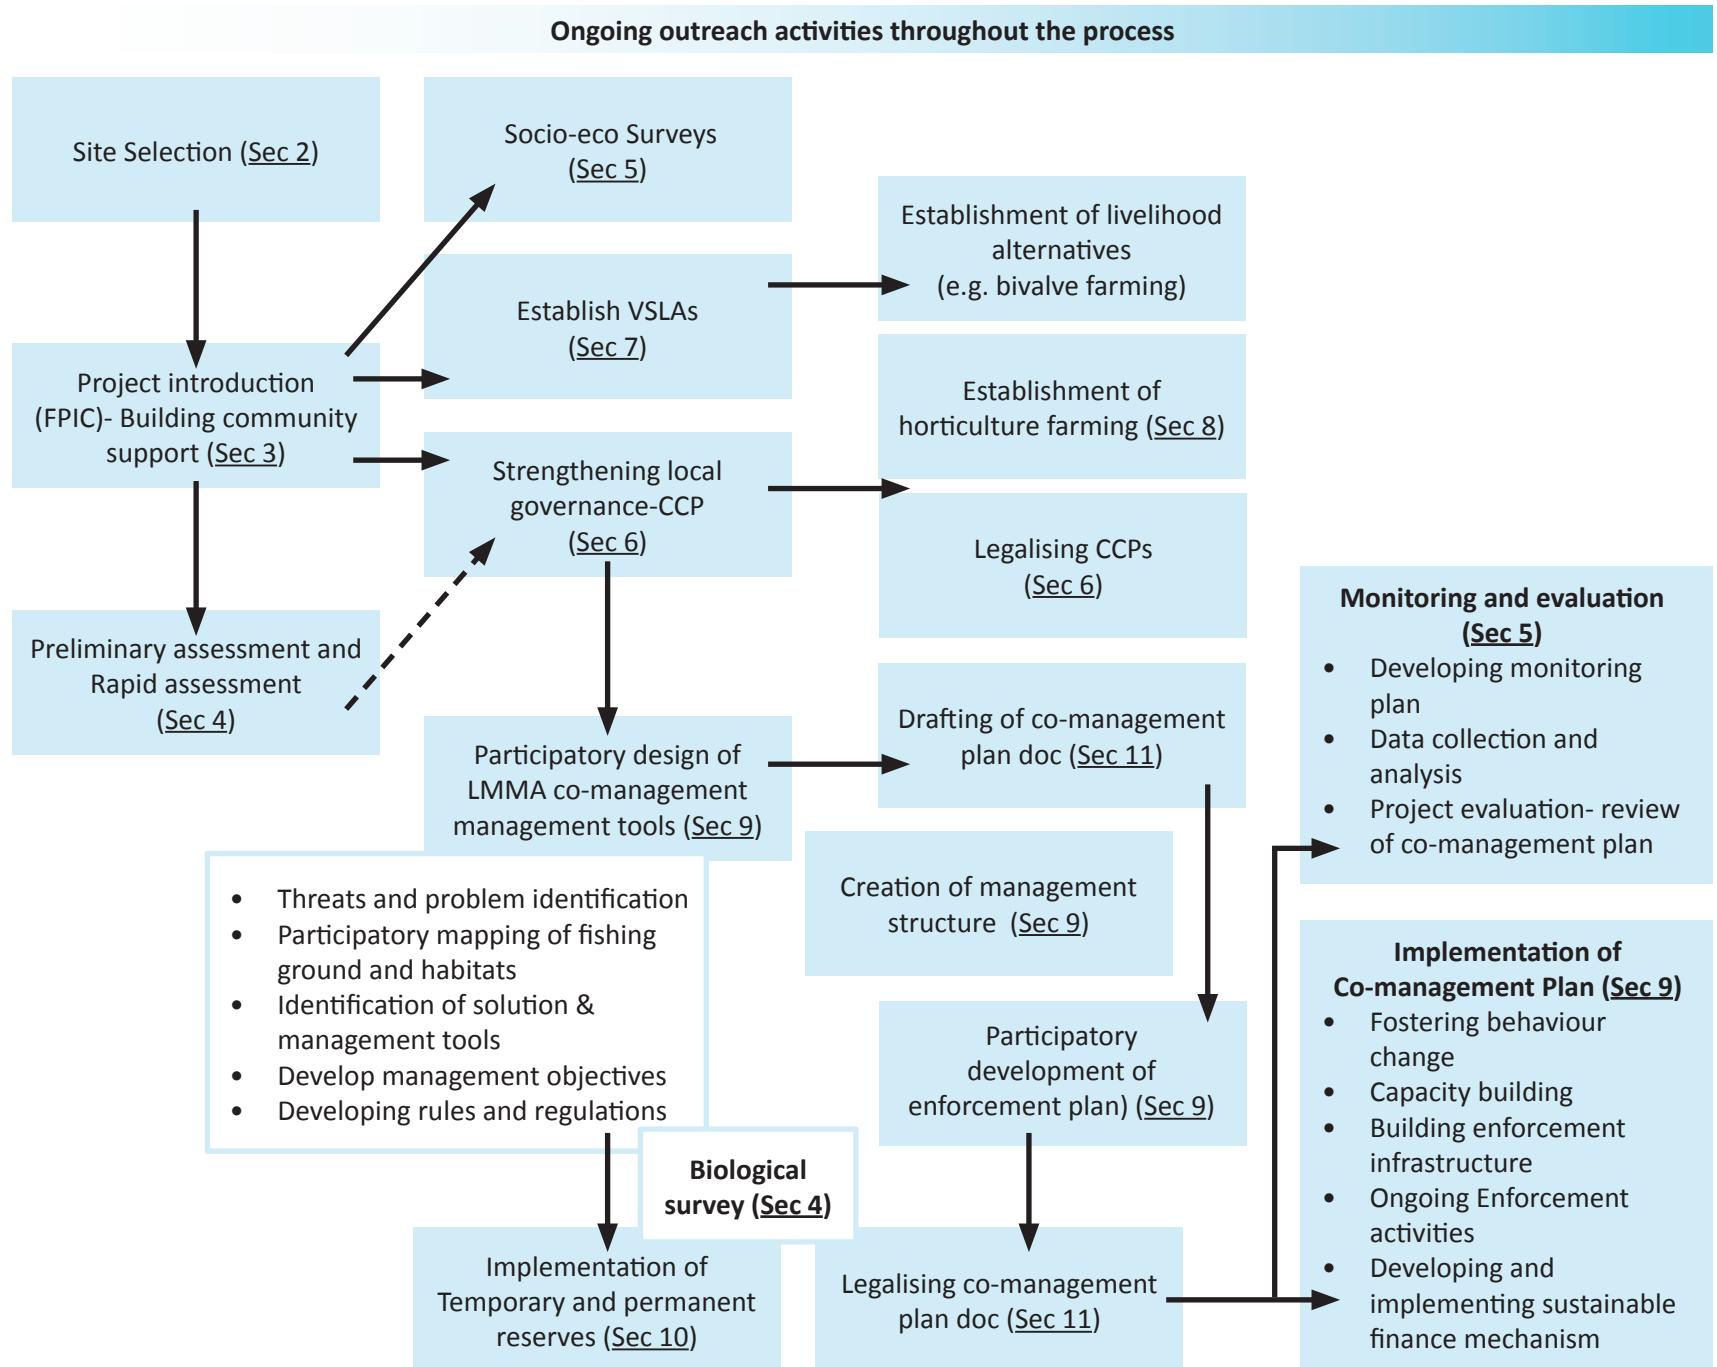 Ongoing outreach activities throughout the process
Site Selection (Sec 2)
Socio-eco Surveys
(Sec 5)
Establishment of livelihood
alternatives
(e.g. bivalve farming)
Establish VSLAs
(Sec 7)
Project introduction
(FPIC)- Building community
support (Sec 3)
Establishment of
horticulture farming (Sec 8)
Strengthening local
governance-CCP
(Sec 6)
Legalising CCPs
(Sec 6)
Preliminary assessment and
Rapid assessment
(Sec 4)
Participatory design of
LMMA co-management
management tools (Sec 9)
Drafting of co-management
plan doc (Sec 11)
• Threats and problem identification
• Participatory mapping of fishing
ground and habitats
• Identification of solution &
management tools
• Develop management objectives
• Developing rules and regulations
Creation of management
structure (Sec 9)
Participatory
development of
enforcement plan) (Sec 9)
Biological
survey (Sec 4)
Implementation of
Temporary and permanent
reserves (Sec 10)
Legalising co-management
plan doc (Sec 11)
Monitoring and evaluation
(Sec 5)
• Developing monitoring
plan
• Data collection and
analysis
• Project evaluation- review
of co-management plan
Implementation of
Co-management Plan (Sec 9)
• Fostering behaviour
change
• Capacity building
• Building enforcement
infrastructure
• Ongoing Enforcement
activities
• Developing and
implementing sustainable
finance mechanism